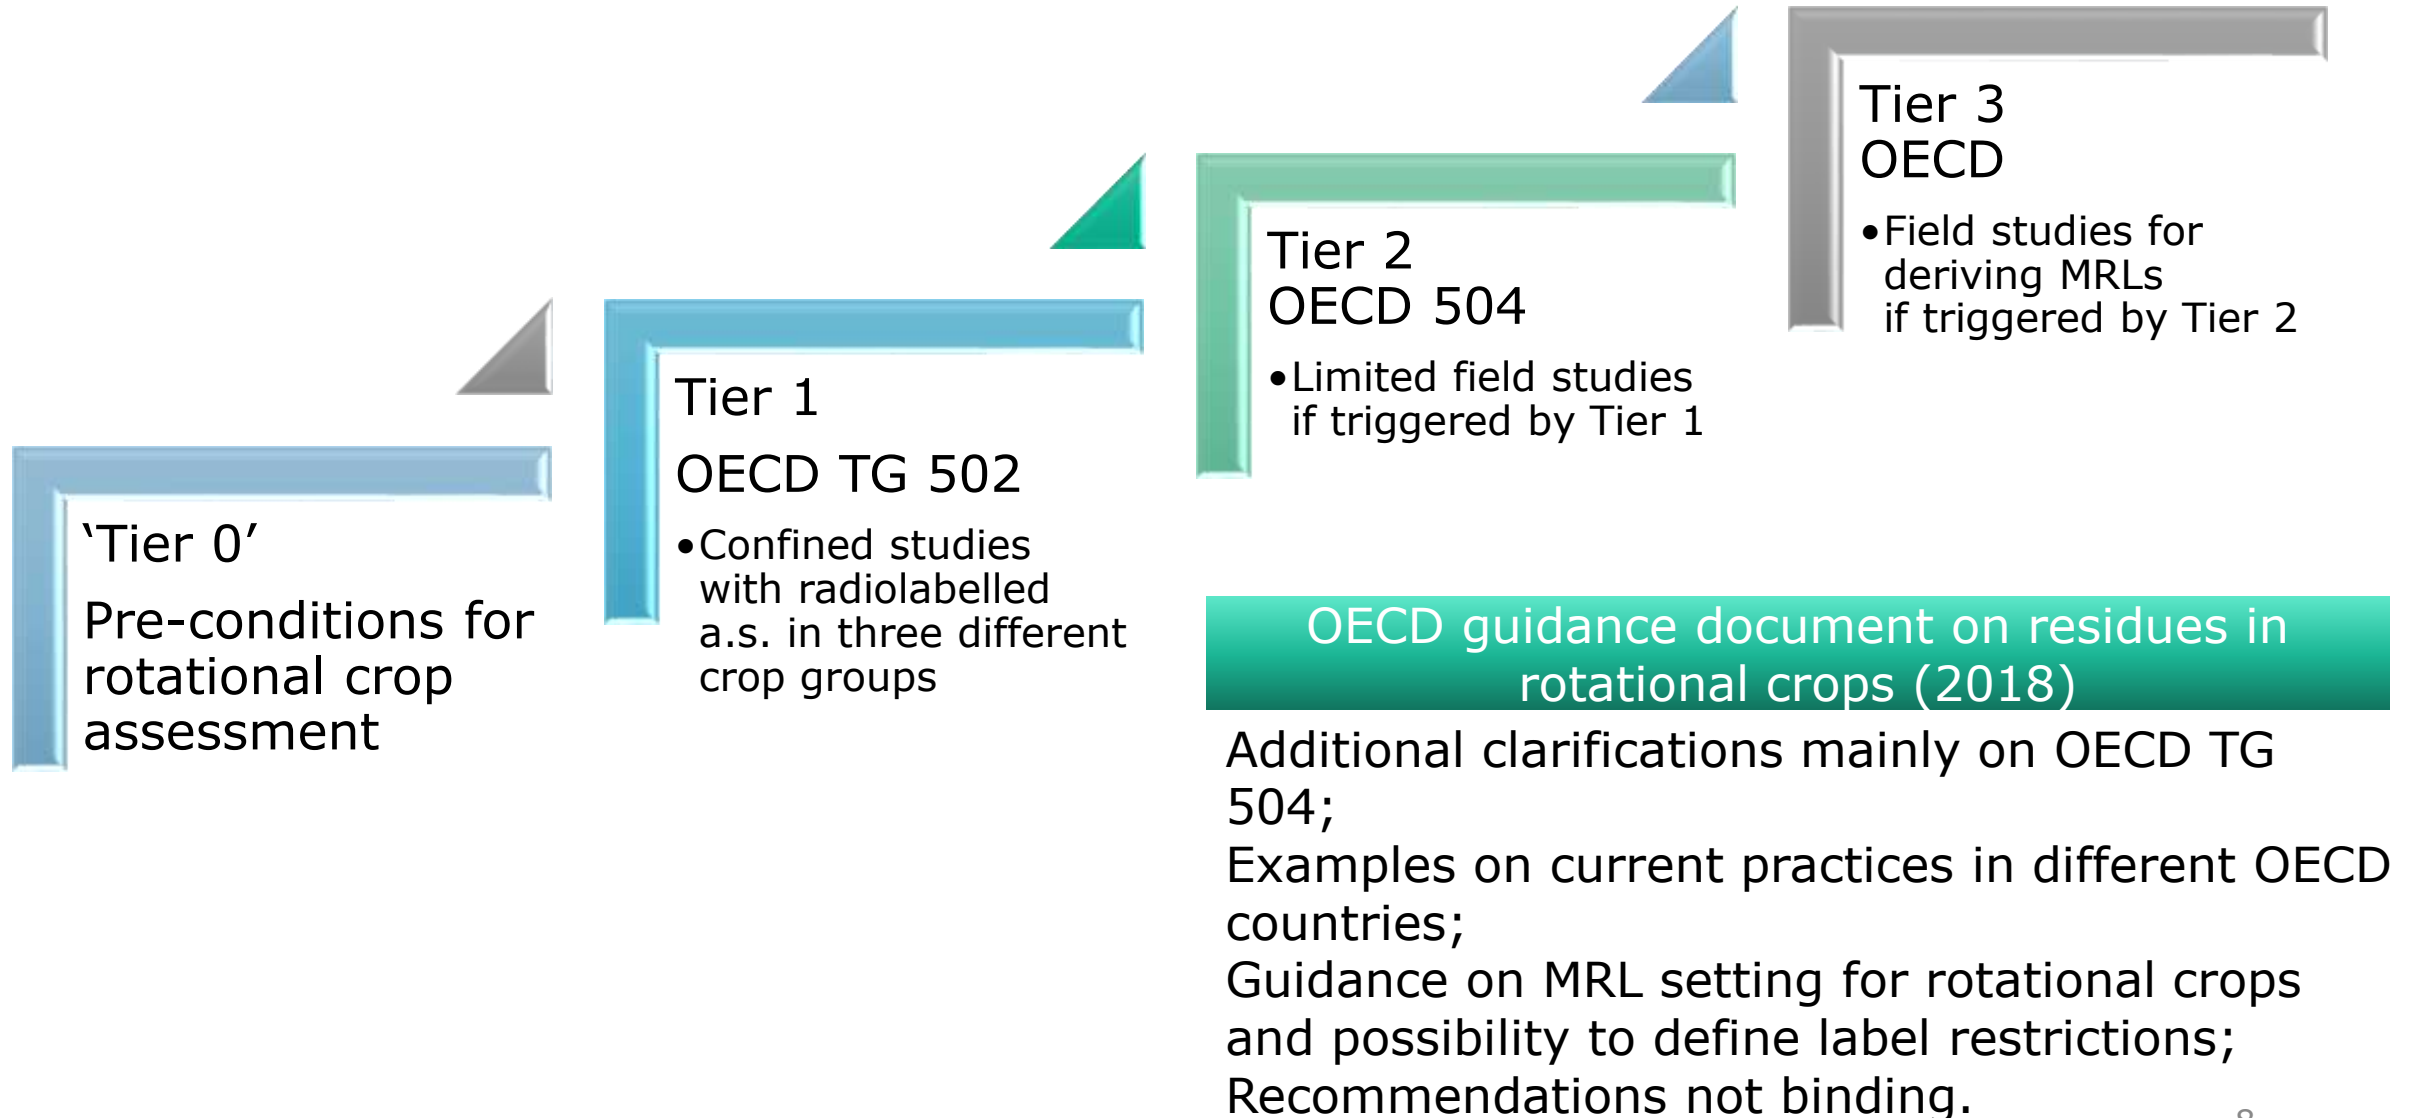 ‘Tier 0’
Pre-conditions for
rotational crop
assessment
Tier 1
OECD TG 502
•Confined studies
with radiolabelled
a.s. in three different
crop groups
Tier 2
OECD 504
•Limited field studies
if triggered by Tier 1
Tier 3
OECD
•Field studies for
deriving MRLs
if triggered by Tier 2
OECD guidance document on residues in
rotational crops (2018)
Additional clarifications mainly on OECD TG
504;
Examples on current practices in different OECD
countries;
Guidance on MRL setting for rotational crops
and possibility to define label restrictions;
Recommendations not binding.